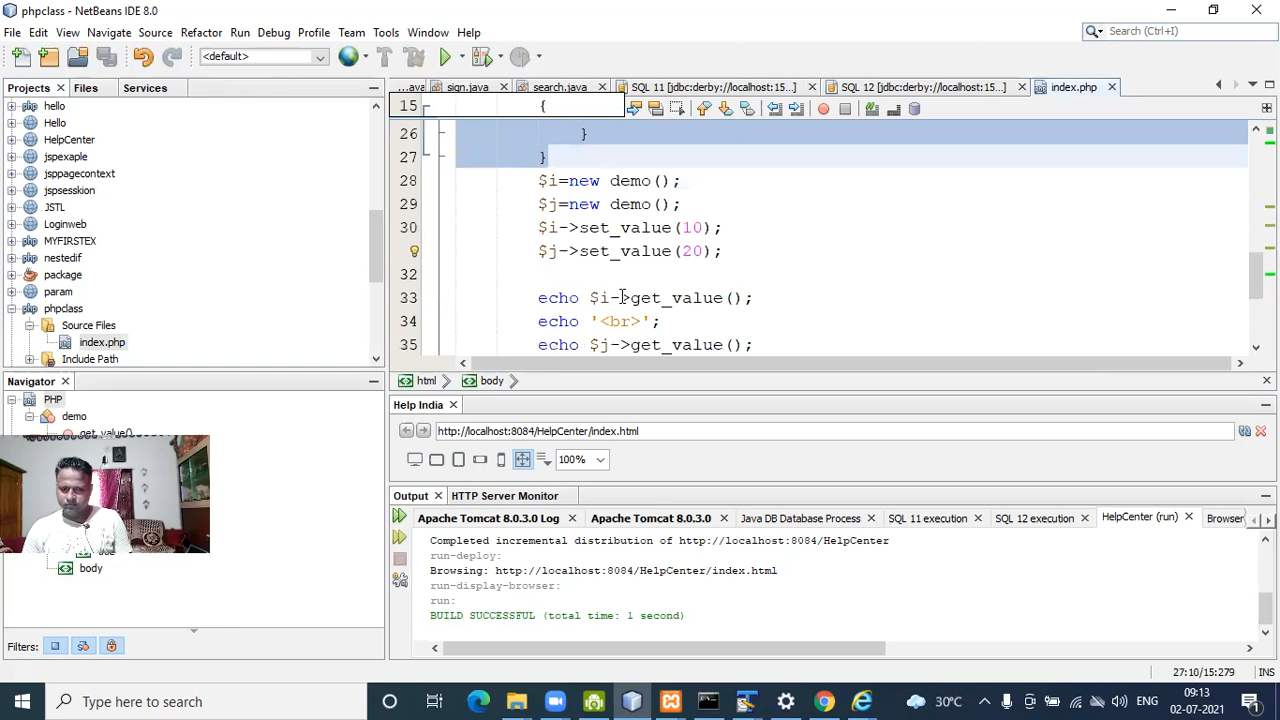 phpclass - NetBeans IDE 8.0
File Edit View Navigate Source Refactor Run Debug Profile Team Tools Window Help
Search (Ctrl+I)
<default>
Projects Files Services
hello
Hello
HelpCenter
jspexaple
jsppagecontext
jspsesskion
JSTL
Loginweb
MYFIRSTEX
nestedif
package
param
phpclass
Source Files
index.php
Include Path
...ava sign.java search.java SQL 11 [jdbc:derby://localhost:15... SQL 12 [jdbc:derby://localhost:15... index.php
15 {
26 }
27 }
28 $i=new demo();
29 $j=new demo();
30 $i->set_value(10);
$j->set_value(20);
32
33 echo $i->get_value();
34 echo '<br>';
35 echo $j->get_value();
html body
Navigator
PHP
demo
get_value()
body
Filters:
Help India
http://localhost:8084/HelpCenter/index.html
100%
Output HTTP Server Monitor
Apache Tomcat 8.0.3.0 Log Apache Tomcat 8.0.3.0 Java DB Database Process SQL 11 execution SQL 12 execution HelpCenter (run) Browser
Completed incremental distribution of http://localhost:8084/HelpCenter
run-deploy:
Browsing: http://localhost:8084/HelpCenter/index.html
run-display-browser:
run:
BUILD SUCCESSFUL (total time: 1 second)
27:10/15:279 INS
Type here to search
30°C ENG
09:13
02-07-2021